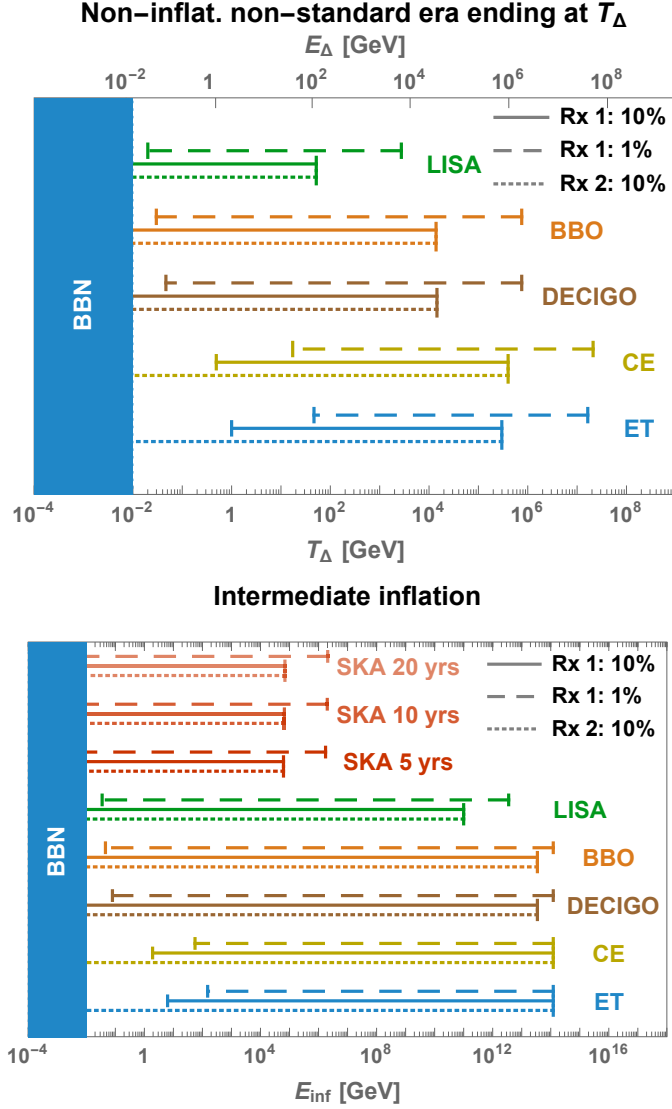 Non−inflat. non−standard era ending at T_Δ
E_Δ [GeV]
10^-2 1 10^2 10^4 10^6 10^8
Rx 1: 10%
Rx 1: 1%
Rx 2: 10%
LISA
BBO
DECIGO
CE
ET
BBN
10^-4 10^-2 1 10^2 10^4 10^6 10^8
T_Δ [GeV]
Intermediate inflation
Rx 1: 10%
Rx 1: 1%
Rx 2: 10%
SKA 20 yrs
SKA 10 yrs
SKA 5 yrs
LISA
BBO
DECIGO
CE
ET
BBN
10^-4 1 10^4 10^8 10^12 10^16
E_inf [GeV]